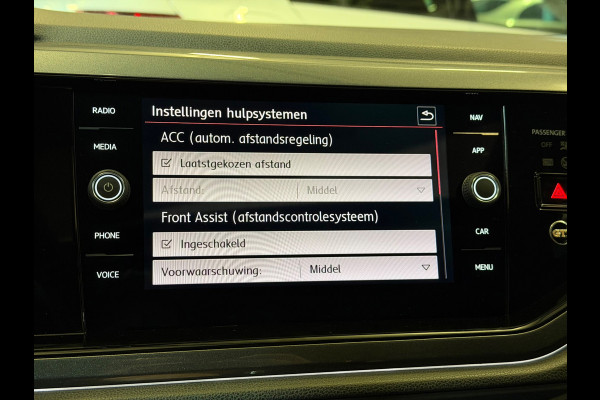 RADIO
MEDIA
PHONE
VOICE
Instellingen hulpsystemen
ACC (autom. afstandsregeling)
Laatstgekozen afstand
Afstand: Middel
Front Assist (afstandscontrolesysteem)
Ingeschakeld
Voorwaarschuwing: Middel
NAV
APP
CAR
MENU
PASSENGER
OFF